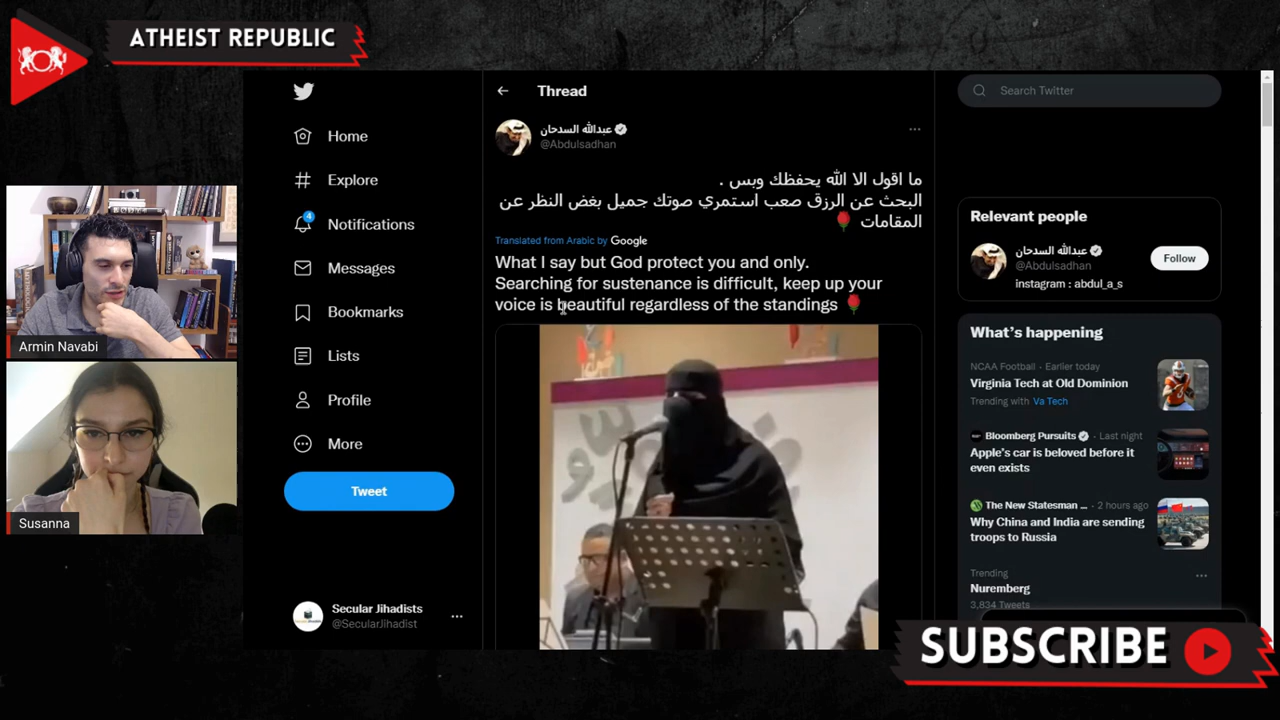 ATHEIST REPUBLIC
Home
Explore
4
Notifications
Messages
Bookmarks
Lists
Profile
More
Tweet
Secular Jihadists
@SecularJihadist
Thread
عبدالله السدحان
@Abdulsadhan
ما اقول الا الله يحفظك وبس .
البحث عن الرزق صعب استمري صوتك جميل بغض النظر عن
المقامات
Translated from Arabic by Google
What I say but God protect you and only.
Searching for sustenance is difficult, keep up your
voice is beautiful regardless of the standings
Search Twitter
Relevant people
عبدالله السدحان
@Abdulsadhan
Follow
instagram : abdul_a_s
What's happening
NCAA Football · Earlier today
Virginia Tech at Old Dominion
Trending with Va Tech
Bloomberg Pursuits · Last night
Apple's car is beloved before it
even exists
The New Statesman ... · 2 hours ago
Why China and India are sending
troops to Russia
Trending
Nuremberg
3,834 Tweets
Armin Navabi
Susanna
SUBSCRIBE